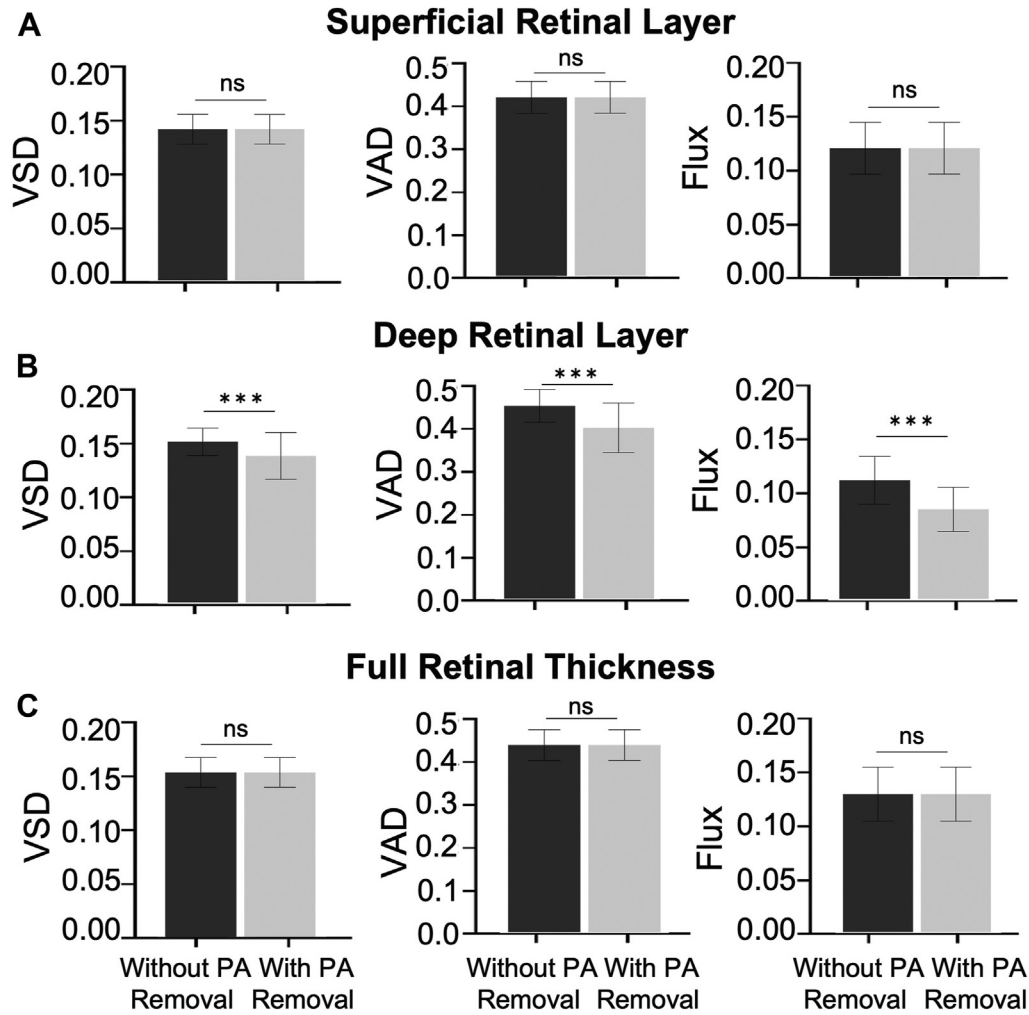 A
Superficial Retinal Layer
VSD
0.20
0.15
0.10
0.05
0.00
ns
VAD
0.5
0.4
0.3
0.2
0.1
0.0
ns
Flux
0.20
0.15
0.10
0.05
0.00
ns
B
Deep Retinal Layer
VSD
0.20
0.15
0.10
0.05
0.00
***
VAD
0.5
0.4
0.3
0.2
0.1
0.0
***
Flux
0.20
0.15
0.10
0.05
0.00
***
C
Full Retinal Thickness
VSD
0.20
0.15
0.10
0.05
0.00
ns
Without PA
Removal
With PA
Removal
VAD
0.5
0.4
0.3
0.2
0.1
0.0
ns
Without PA
Removal
With PA
Removal
Flux
0.20
0.15
0.10
0.05
0.00
ns
Without PA
Removal
With PA
Removal